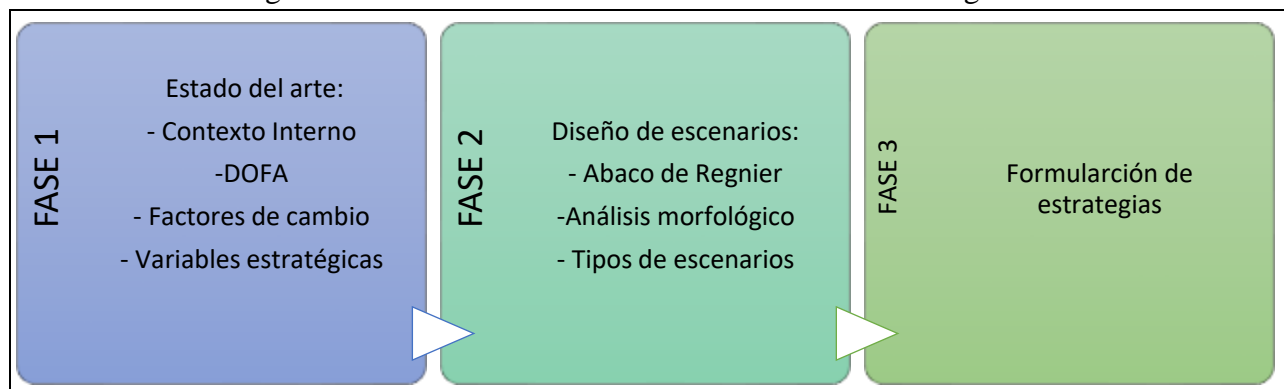 FASE 1
Estado del arte:
- Contexto Interno
-DOFA
- Factores de cambio
- Variables estratégicas
FASE 2
Diseño de escenarios:
- Abaco de Regnier
-Análisis morfológico
- Tipos de escenarios
FASE 3
Formularción de
estrategias